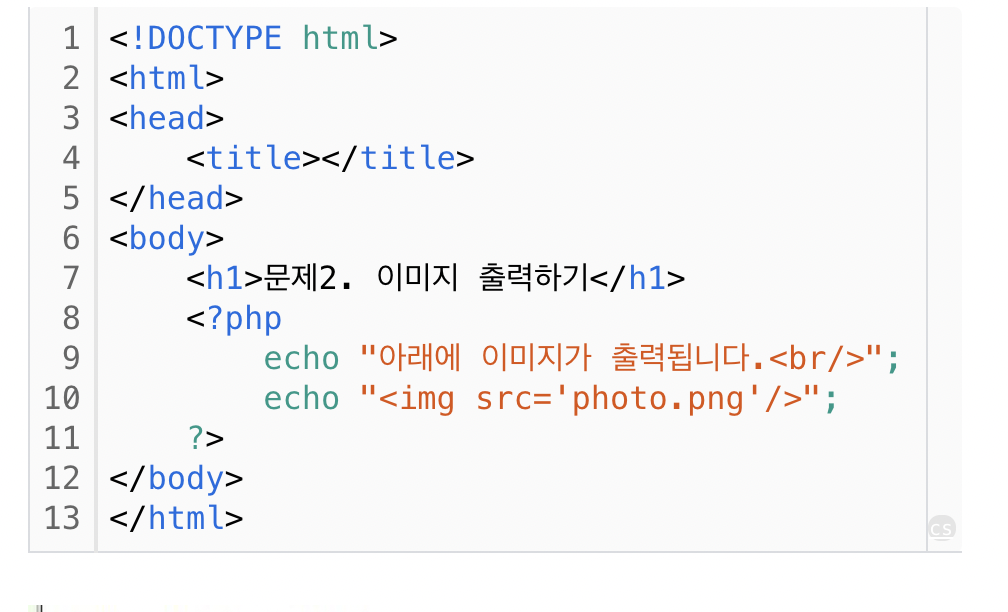 1 <!DOCTYPE html>
2 <html>
3 <head>
4     <title></title>
5 </head>
6 <body>
7     <h1>문제2. 이미지 출력하기</h1>
8     <?php
9         echo "아래에 이미지가 출력됩니다.<br/>";
10         echo "<img src='photo.png'/>";
11     ?>
12 </body>
13 </html>
cs